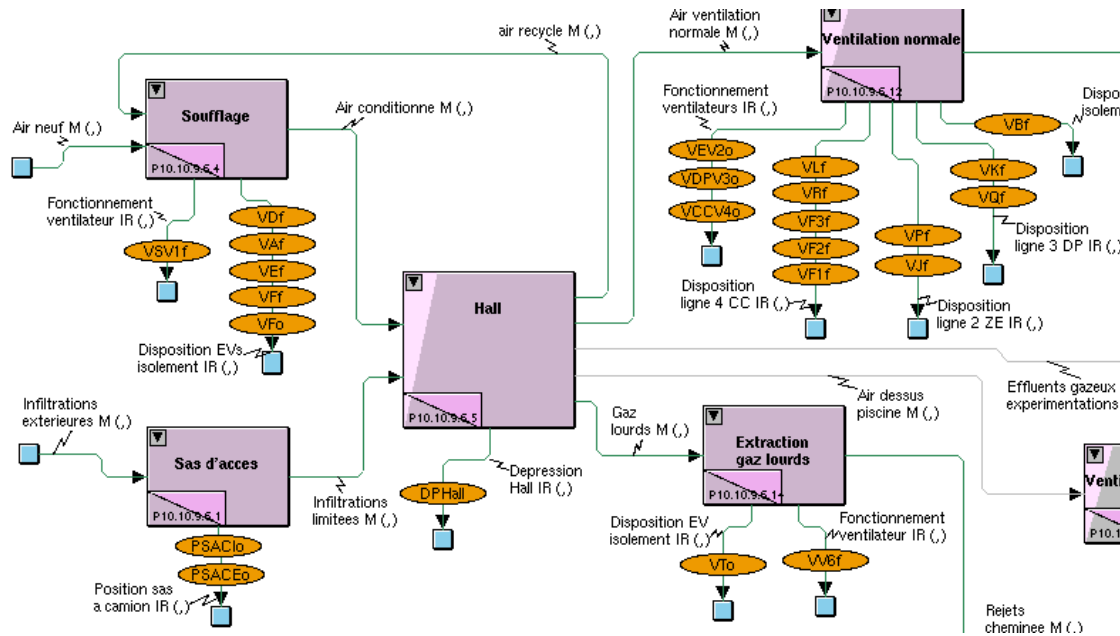 air recycle M (,)
Air ventilation
normale M (,)
Ventilation normale
P10.10.9.6.12
Soufflage
P10.10.9.6.4
Air neuf M (,)
Air conditionne M (,)
Fonctionnement
ventilateurs IR (,)
VEV2o
VDPV3o
VCCV4o
VLf
VRf
VF3f
VF2f
VF1f
Disposition
ligne 4 CC IR (,)
VPf
VJf
Disposition
ligne 2 ZE IR (,)
VBf
VKf
VQf
Disposition
ligne 3 DP IR (,)
Dispo
isolem
Fonctionnement
ventilateur IR (,)
VSV1f
VDf
VAf
VEf
VFf
VFo
Disposition EVs
isolement IR (,)
Hall
P10.10.9.6.5
Effluents gazeux
experimentations
Air dessus
piscine M (,)
Gaz
lourds M (,)
Infiltrations
exterieures M (,)
Sas d'acces
P10.10.9.6.1
Infiltrations
limitees M (,)
Depression
Hall IR (,)
DPHall
Extraction
gaz lourds
P10.10.9.6.14
Venti
P10.1
PSACIo
PSACEo
Position sas
a camion IR (,)
Disposition EV
isolement IR (,)
VTo
Fonctionnement
ventilateur IR (,)
VV6f
Rejets
cheminee M (,)